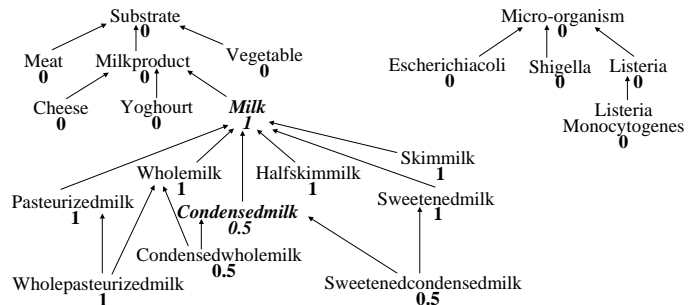 Substrate
0
Micro-organism
0
Meat
0
Milkproduct
0
Vegetable
0
Escherichiacoli
0
Shigella
0
Listeria
0
Cheese
0
Yoghourt
0
Milk
1
Listeria
Monocytogenes
0
Skimmilk
1
Wholemilk
1
Halfskimmilk
1
Pasteurizedmilk
1
Condensedmilk
0.5
Sweetenedmilk
1
Condensedwholemilk
0.5
Wholepasteurizedmilk
1
Sweetenedcondensedmilk
0.5